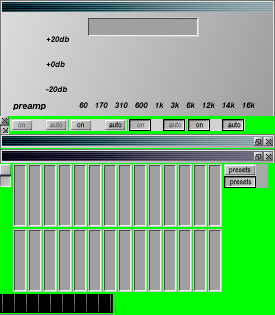 +20db
+0db
-20db
preamp 60 170 310 600 1k 3k 6k 12k 14k 16k
on auto on auto on auto on auto
presets
presets